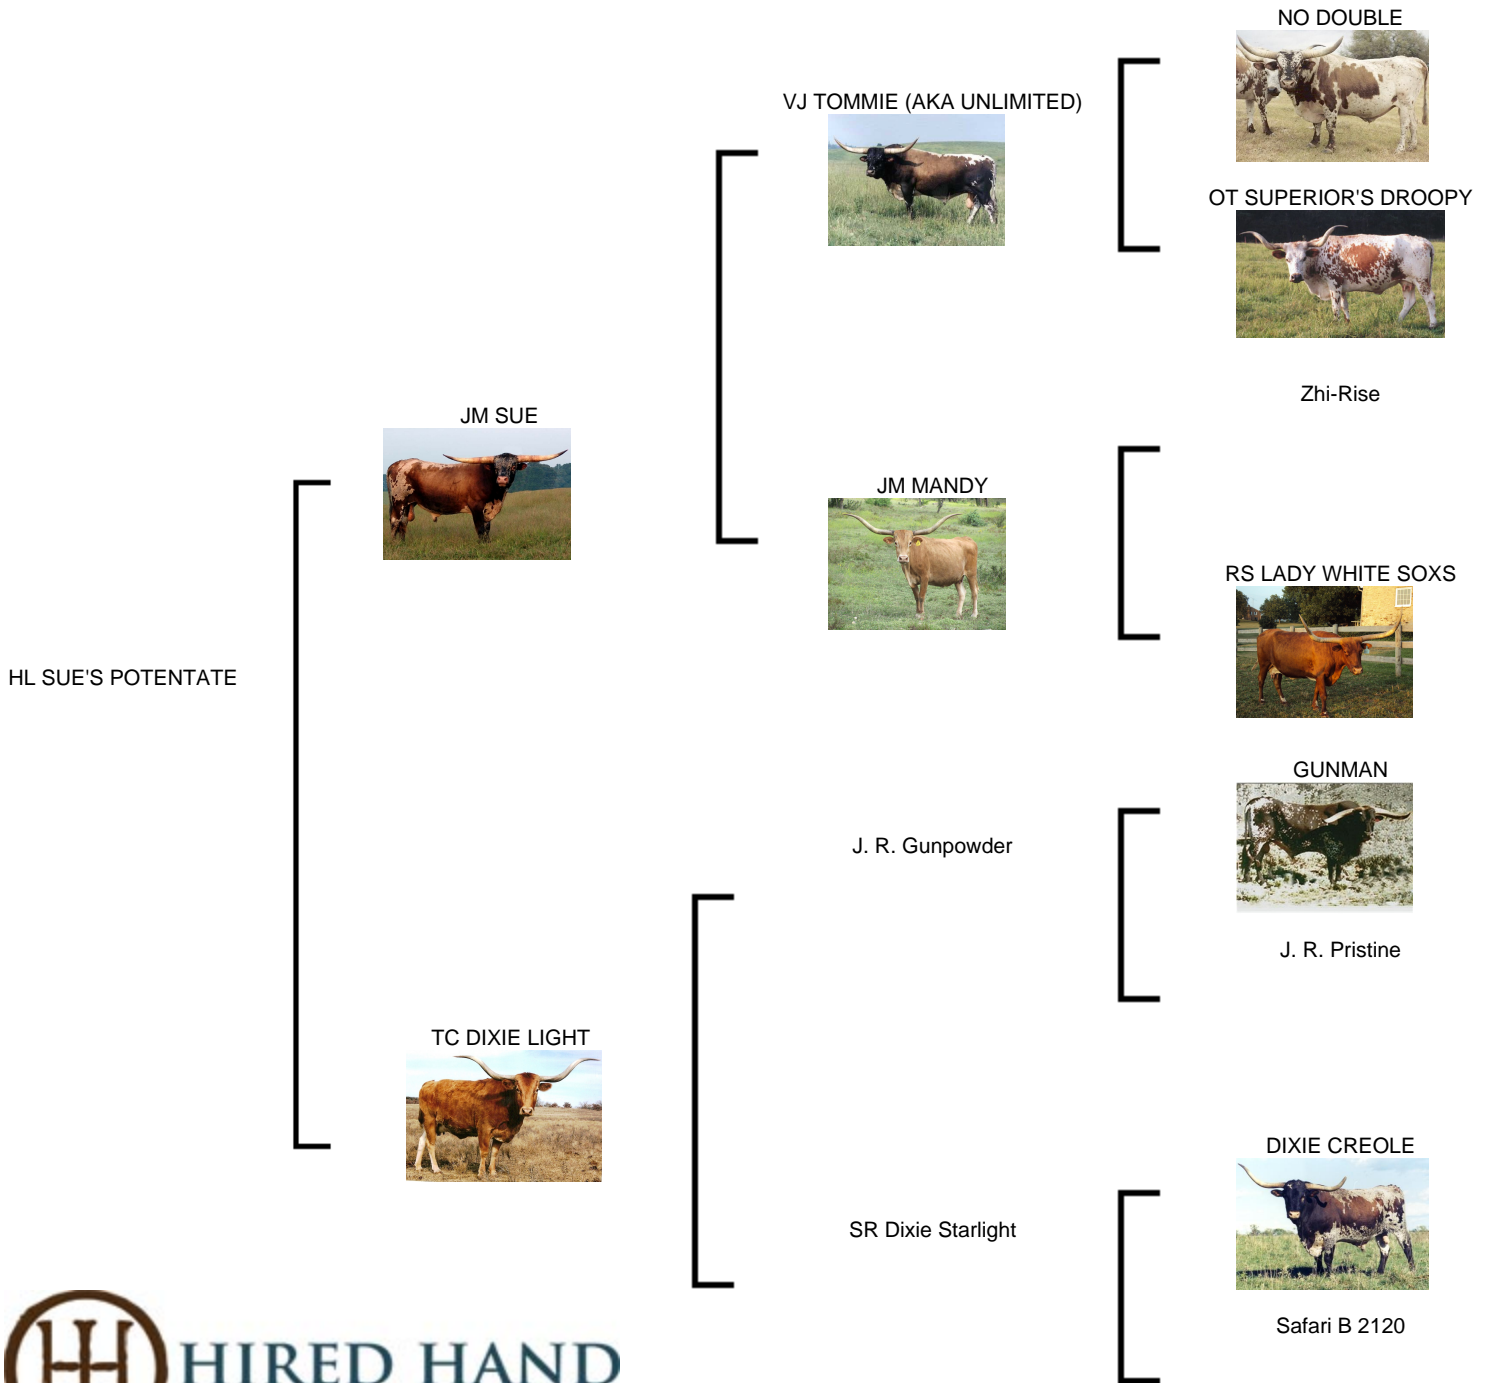 NO DOUBLE
VJ TOMMIE (AKA UNLIMITED)
OT SUPERIOR'S DROOPY
Zhi-Rise
JM SUE
JM MANDY
RS LADY WHITE SOXS
HL SUE'S POTENTATE
GUNMAN
J. R. Gunpowder
J. R. Pristine
TC DIXIE LIGHT
DIXIE CREOLE
SR Dixie Starlight
Safari B 2120
HIRED HAND